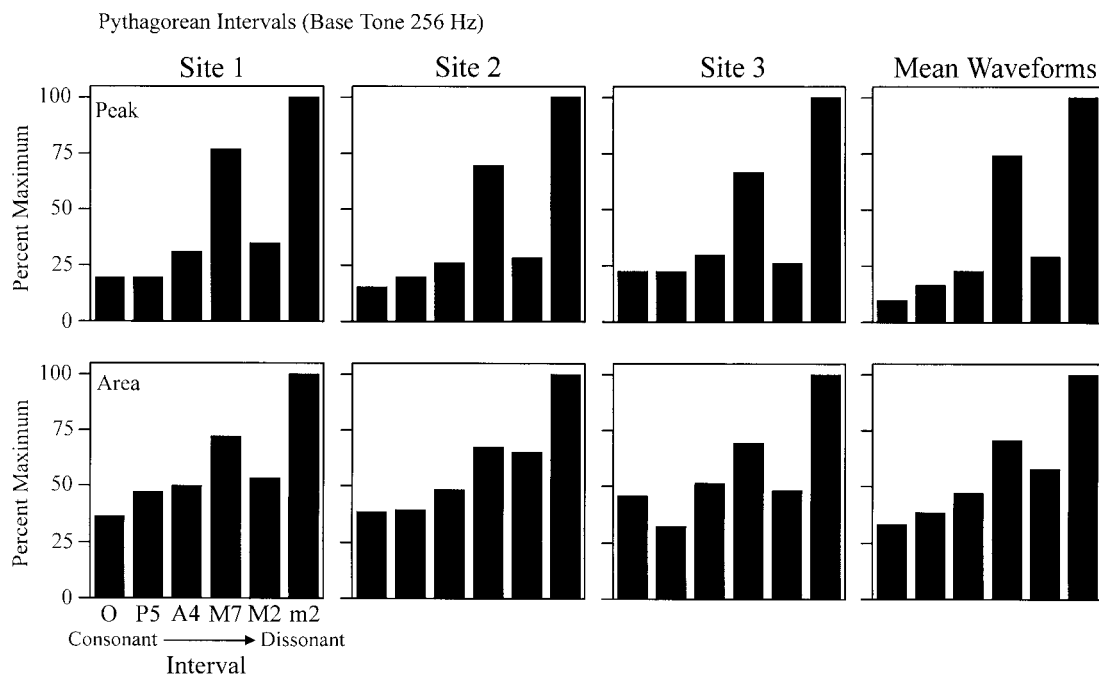 Pythagorean Intervals (Base Tone 256 Hz)
Site 1 Site 2 Site 3 Mean Waveforms
Percent Maximum
100
75
50
25
0
Peak
Percent Maximum
100
75
50
25
0
Area
O P5 A4 M7 M2 m2
Consonant Dissonant
Interval